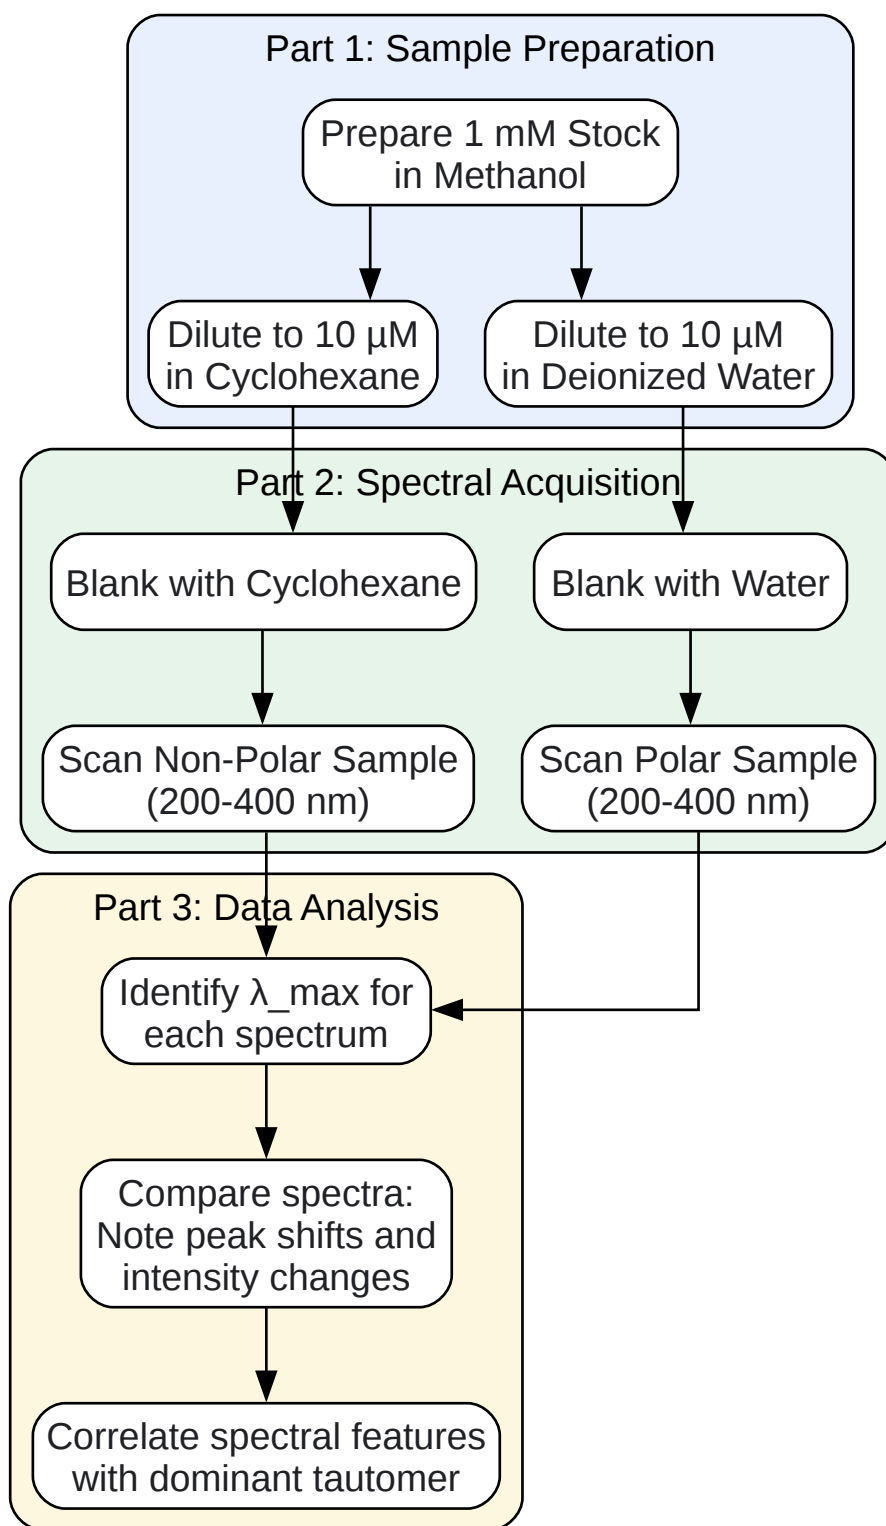 Part 1: Sample Preparation
Prepare 1 mM Stock
in Methanol
Dilute to 10 µM
in Cyclohexane
Dilute to 10 µM
in Deionized Water
Part 2: Spectral Acquisition
Blank with Cyclohexane
Blank with Water
Scan Non-Polar Sample
(200-400 nm)
Scan Polar Sample
(200-400 nm)
Part 3: Data Analysis
Identify λ_max for
each spectrum
Compare spectra:
Note peak shifts and
intensity changes
Correlate spectral features
with dominant tautomer